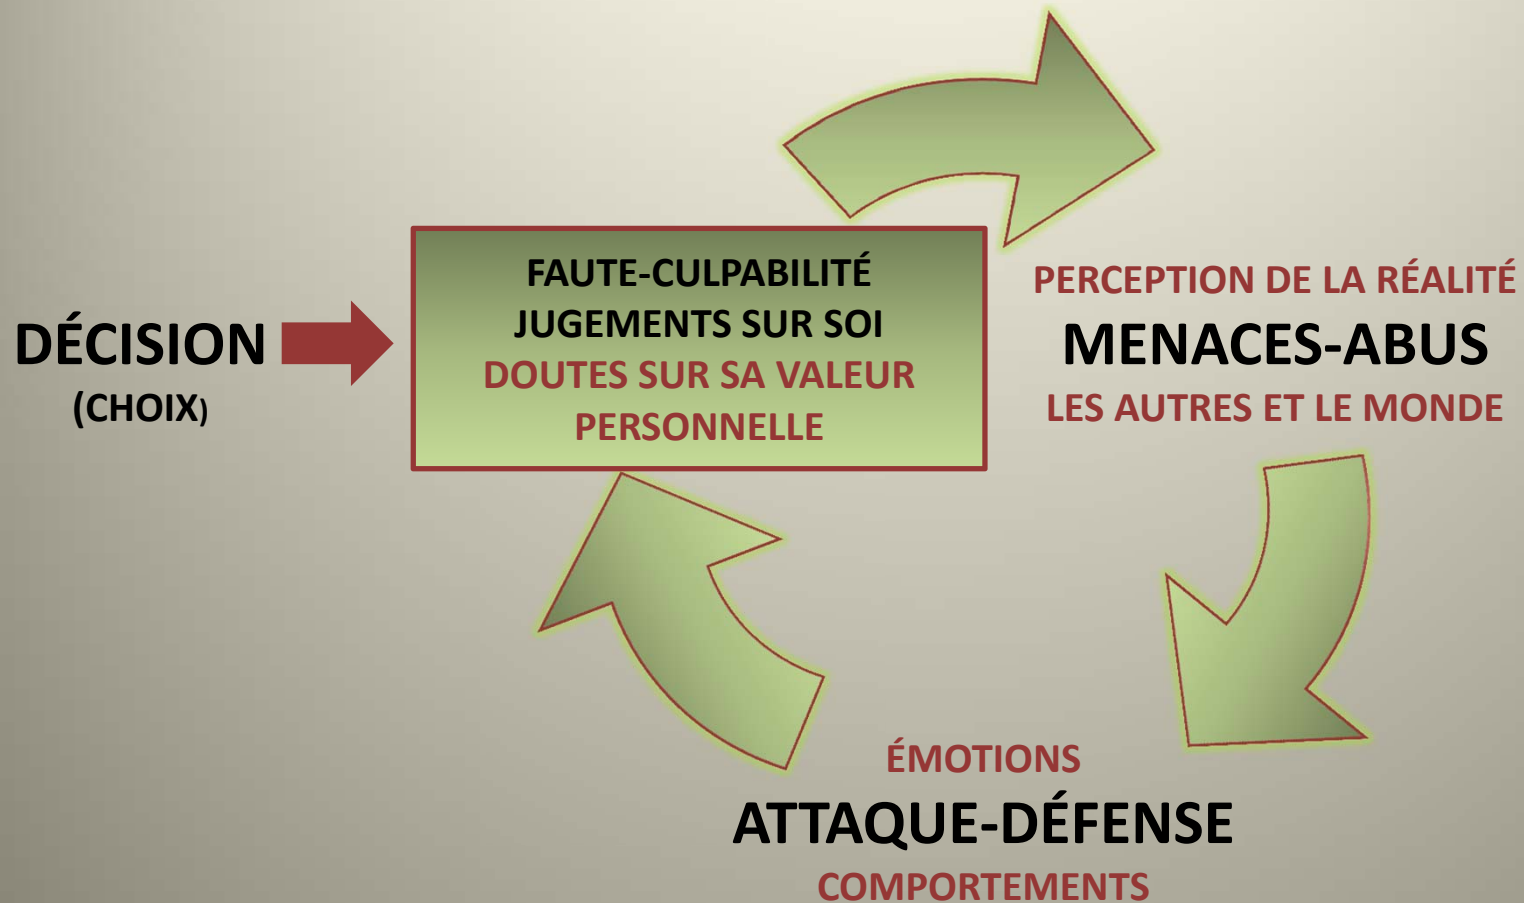 DÉCISION
(CHOIX)
FAUTE-CULPABILITÉ
JUGEMENTS SUR SOI
DOUTES SUR SA VALEUR
PERSONNELLE
PERCEPTION DE LA RÉALITÉ
MENACES-ABUS
LES AUTRES ET LE MONDE
ÉMOTIONS
ATTAQUE-DÉFENSE
COMPORTEMENTS